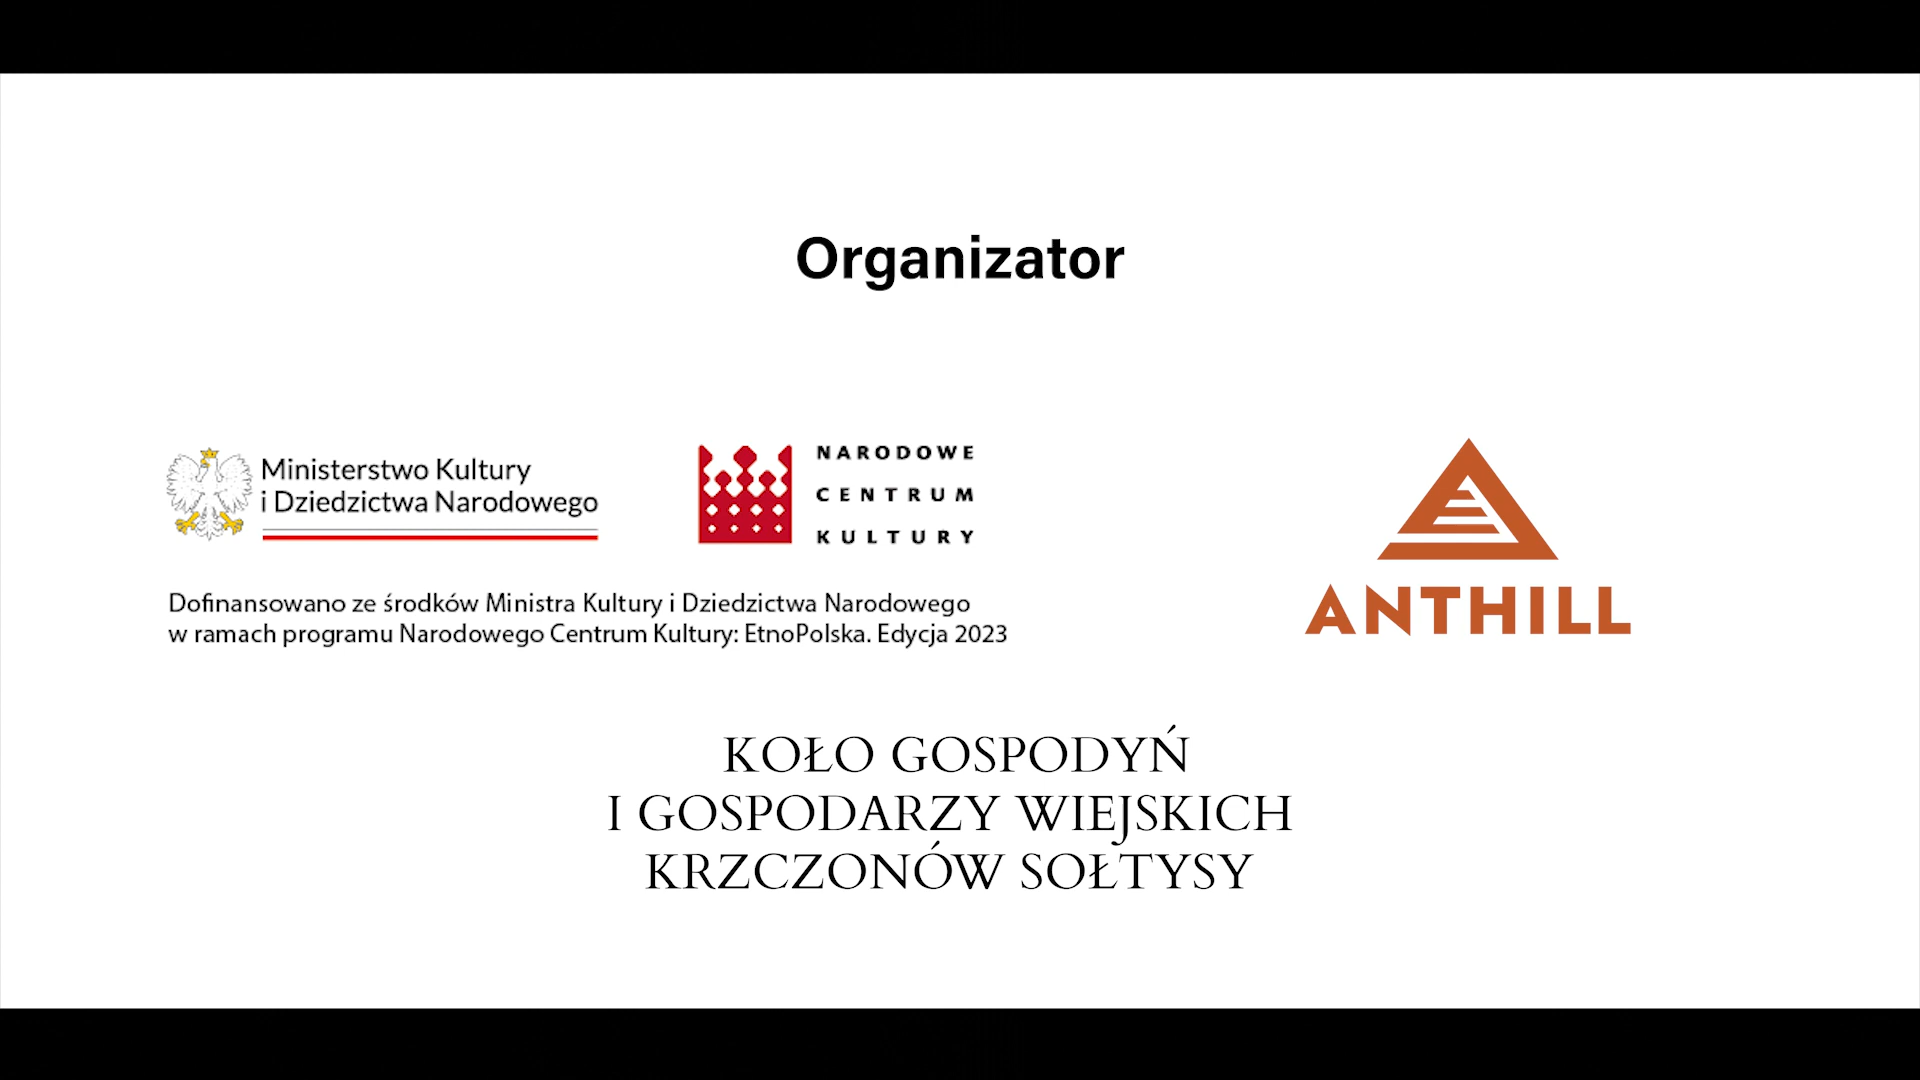 Organizator
Ministerstwo Kultury
i Dziedzictwa Narodowego
NARODOWE
CENTRUM
KULTURY
Dofinansowano ze środków Ministra Kultury i Dziedzictwa Narodowego
w ramach programu Narodowego Centrum Kultury: EtnoPolska. Edycja 2023
ANTHILL
KOŁO GOSPODYŃ
I GOSPODARZY WIEJSKICH
KRZCZONÓW SOŁTYSY